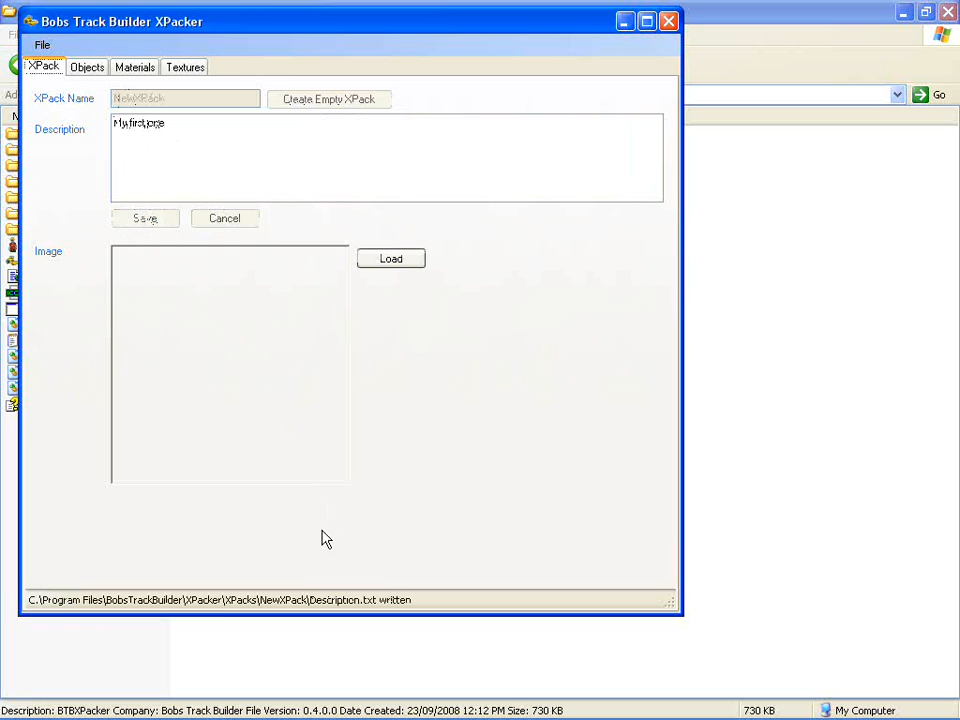 Bobs Track Builder XPacker
File
XPack Objects Materials Textures
XPack Name NewXPack Create Empty XPack
Description My first one
Save Cancel
Image Load
Go
C:\Program Files\BobsTrackBuilder\XPacker\XPacks\NewXPack\Description.txt written
Description: BTBXPacker Company: Bobs Track Builder File Version: 0.4.0.0 Date Created: 23/09/2008 12:12 PM Size: 730 KB 730 KB My Computer